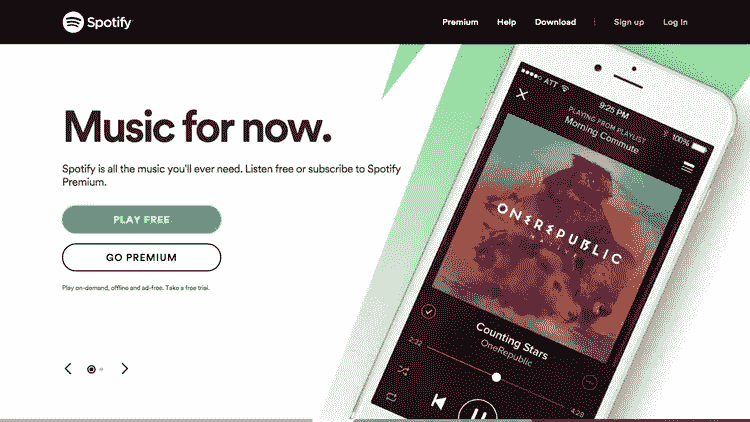 Spotify
Premium Help Download | Sign up Log In
Music for now.
Spotify is all the music you'll ever need. Listen free or subscribe to Spotify
Premium.
PLAY FREE
GO PREMIUM
Play on-demand, offline and ad-free. Take a free trial.
ATT 9:25 PM 100%
PLAYING FROM PLAYLIST
Morning Commute
ONEREPUBLIC
NATIVE
Counting Stars
OneRepublic
2:32
4:28